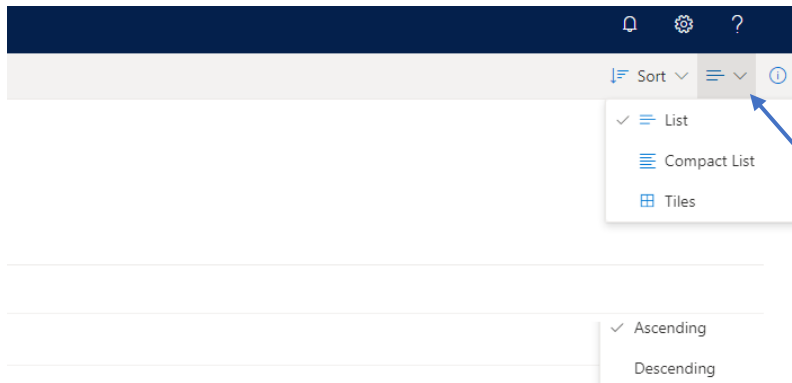 ?
Sort
List
Compact List
Tiles
Ascending
Descending